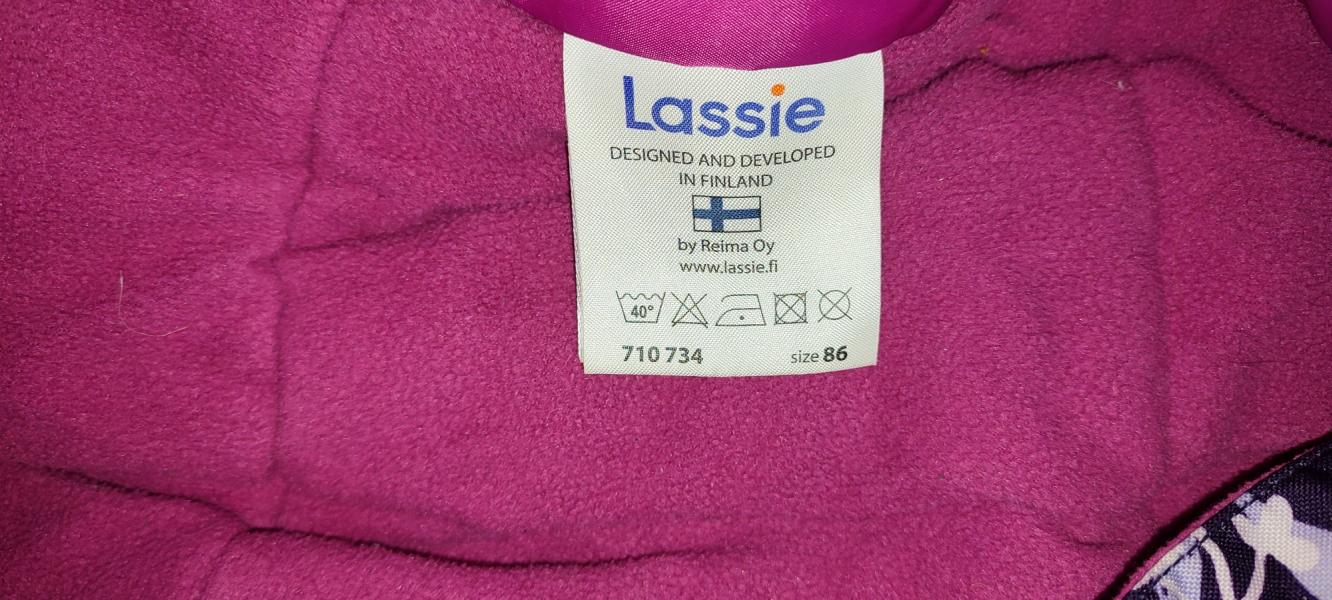 Lassie
DESIGNED AND DEVELOPED
IN FINLAND
by Reima Oy
www.lassie.fi
40°
710 734 size 86